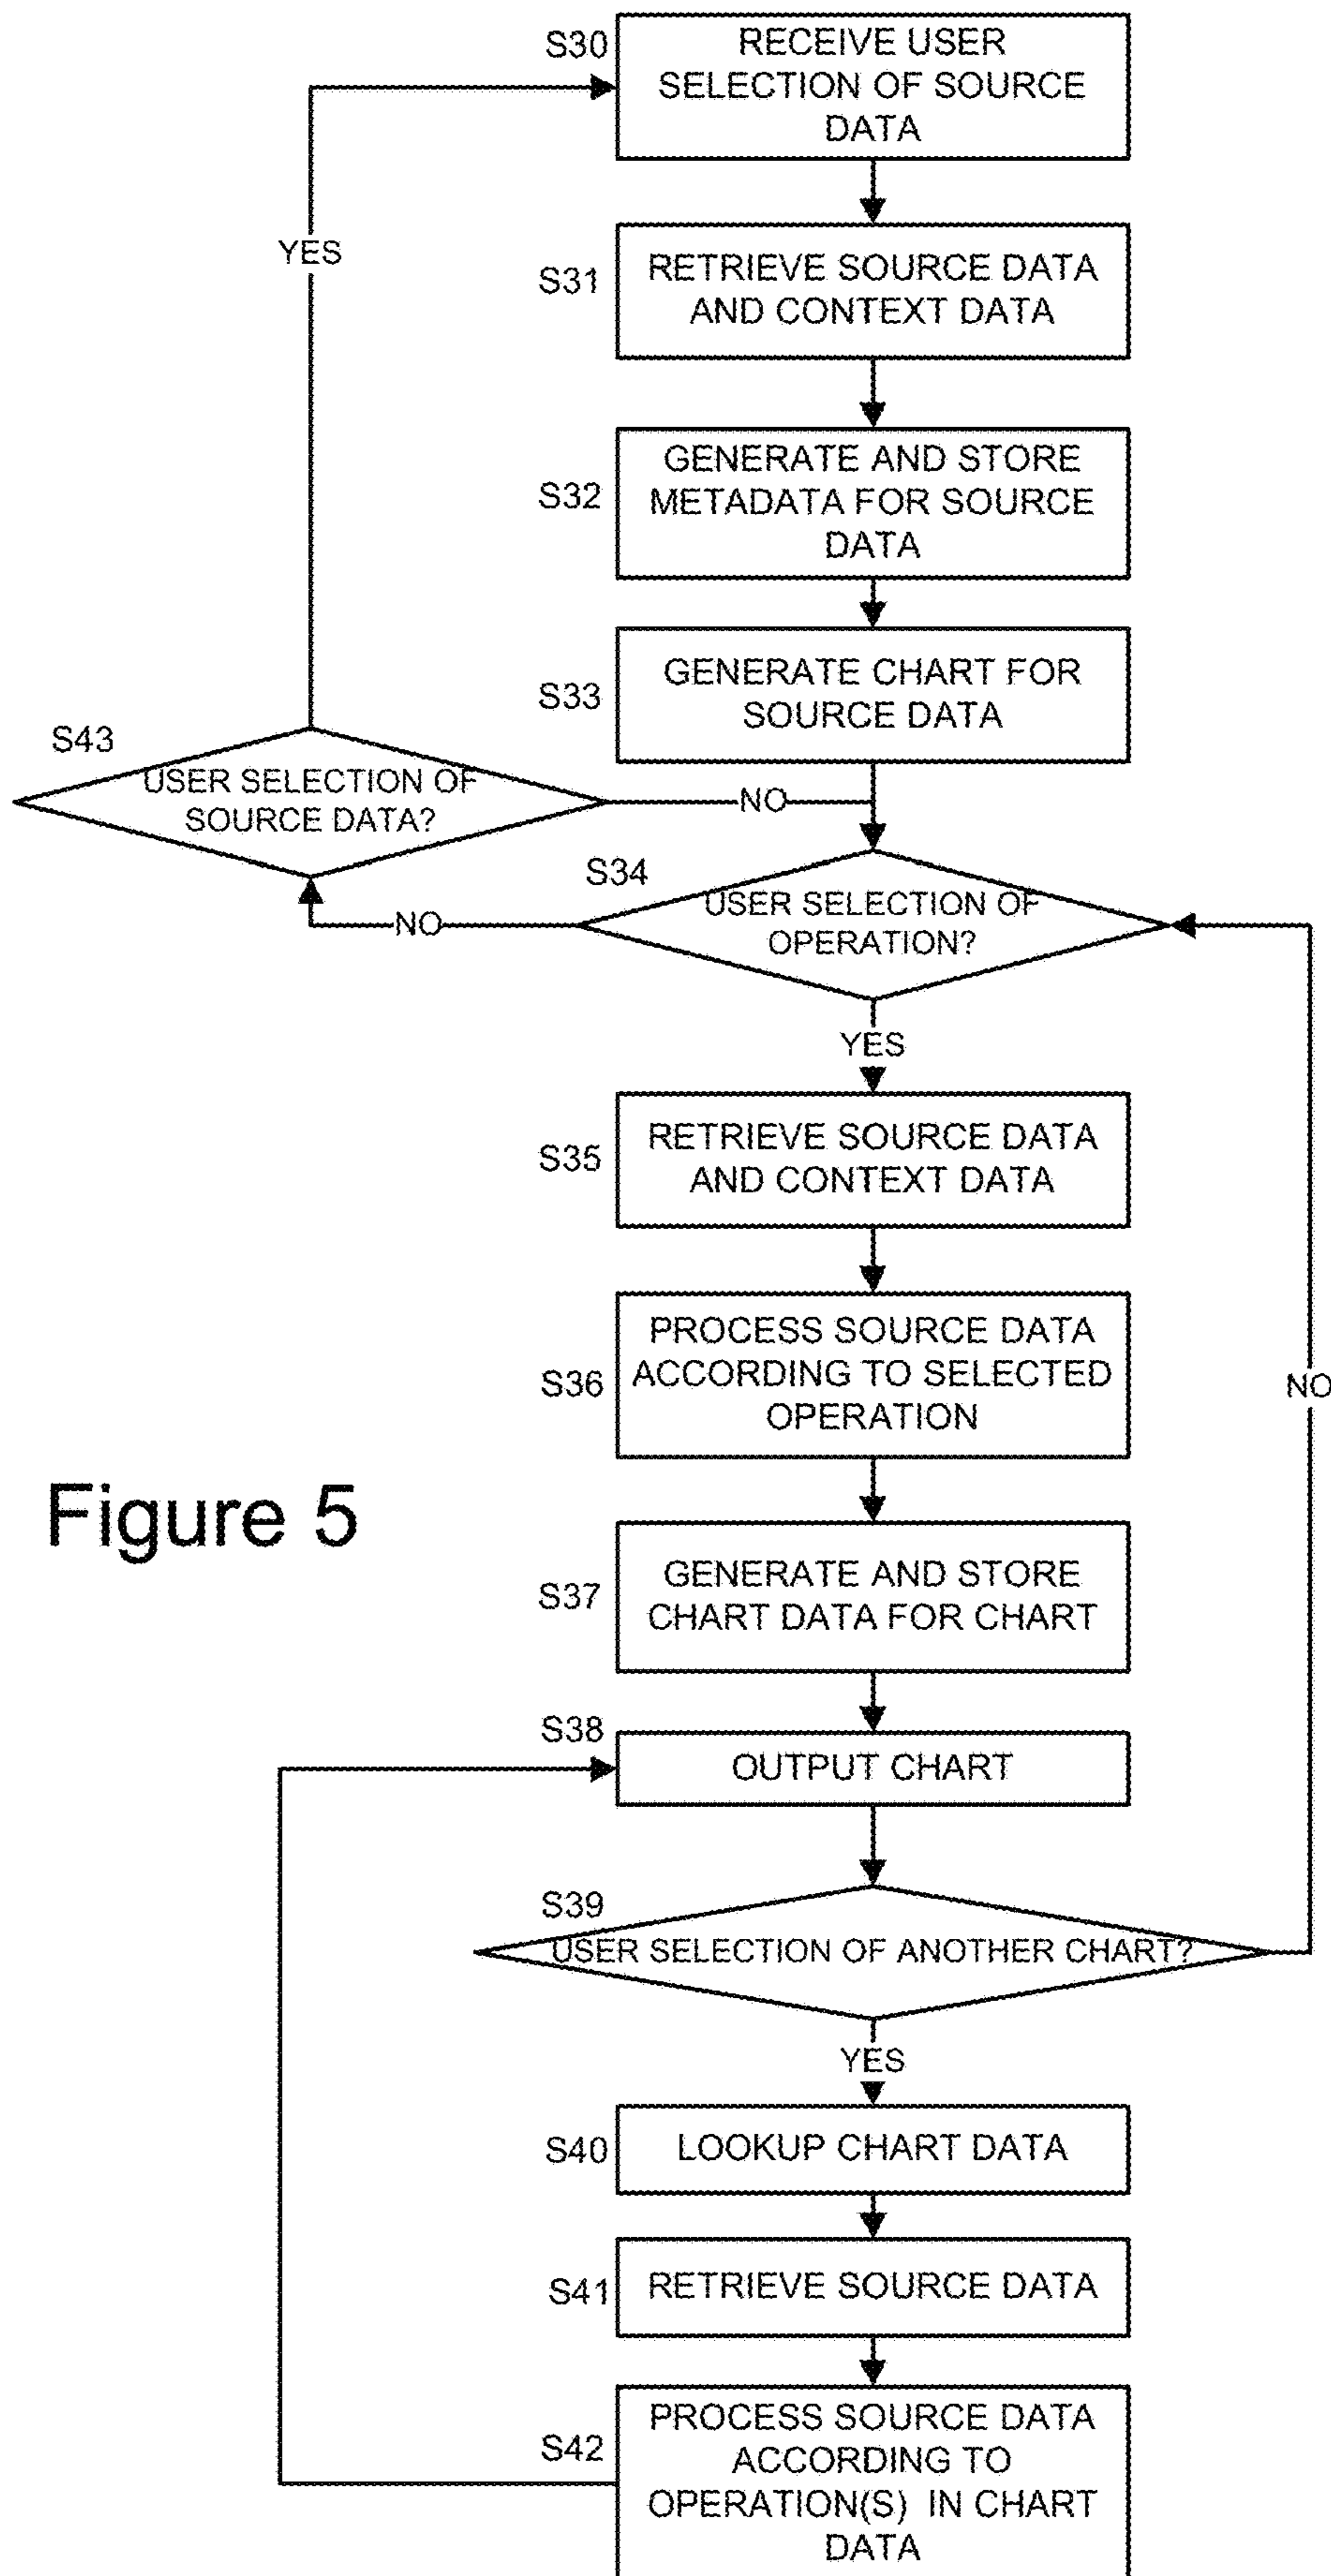 S30
RECEIVE USER
SELECTION OF SOURCE
DATA
YES
S31
RETRIEVE SOURCE DATA
AND CONTEXT DATA
S32
GENERATE AND STORE
METADATA FOR SOURCE
DATA
S33
GENERATE CHART FOR
SOURCE DATA
S43
USER SELECTION OF
SOURCE DATA?
NO
S34
USER SELECTION OF
OPERATION?
NO
YES
S35
RETRIEVE SOURCE DATA
AND CONTEXT DATA
S36
PROCESS SOURCE DATA
ACCORDING TO SELECTED
OPERATION
NO
Figure 5
S37
GENERATE AND STORE
CHART DATA FOR CHART
S38
OUTPUT CHART
S39
USER SELECTION OF ANOTHER CHART?
YES
S40
LOOKUP CHART DATA
S41
RETRIEVE SOURCE DATA
S42
PROCESS SOURCE DATA
ACCORDING TO
OPERATION(S) IN CHART
DATA